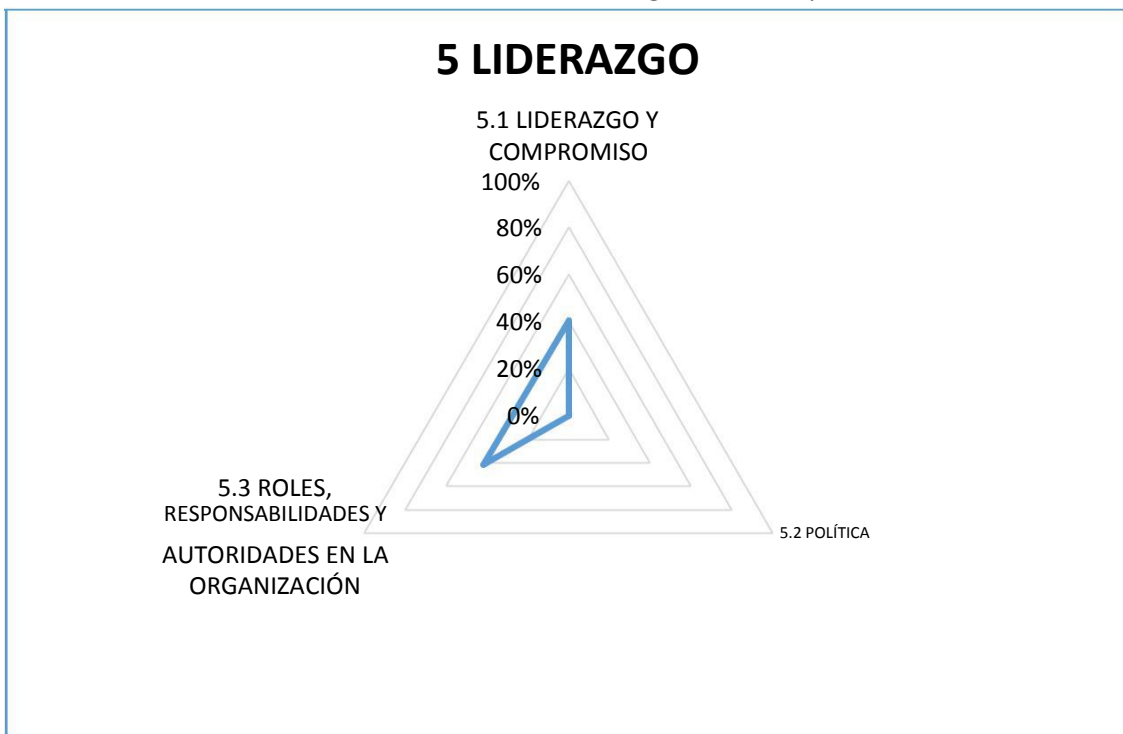 5 LIDERAZGO
5.1 LIDERAZGO Y
COMPROMISO
100%
80%
60%
40%
20%
0%
5.3 ROLES,
RESPONSABILIDADES Y
AUTORIDADES EN LA
ORGANIZACIÓN
5.2 POLÍTICA